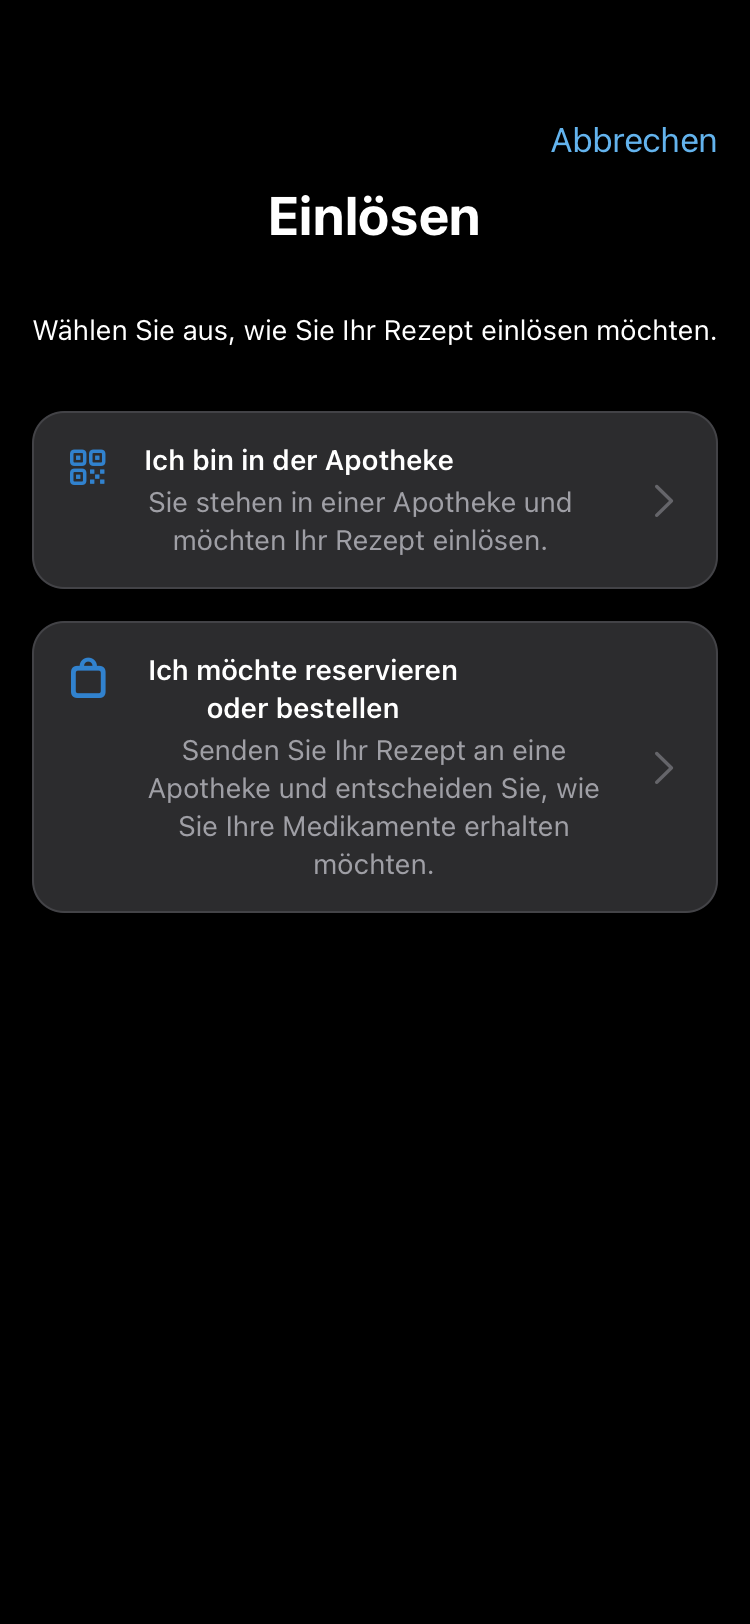 Abbrechen
Einlösen
Wählen Sie aus, wie Sie Ihr Rezept einlösen möchten.
Ich bin in der Apotheke
Sie stehen in einer Apotheke und
möchten Ihr Rezept einlösen.
Ich möchte reservieren
oder bestellen
Senden Sie Ihr Rezept an eine
Apotheke und entscheiden Sie, wie
Sie Ihre Medikamente erhalten
möchten.